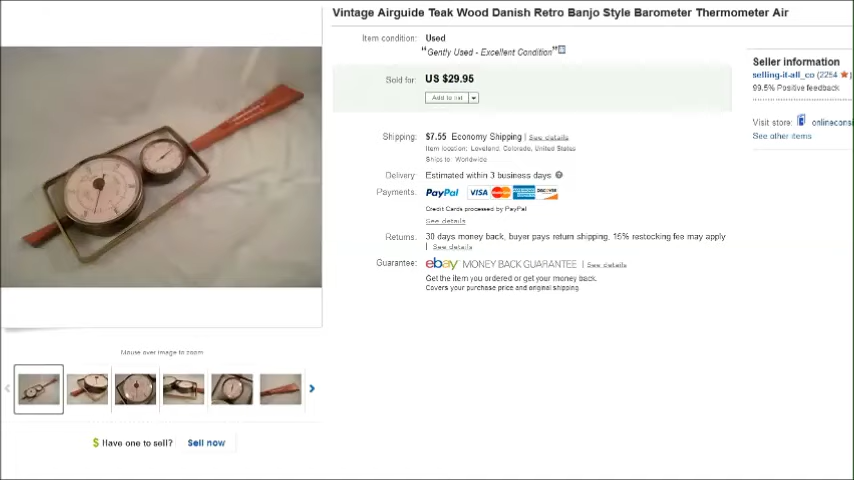 Vintage Airguide Teak Wood Danish Retro Banjo Style Barometer Thermometer Air
Item condition: Used
"Gently Used - Excellent Condition"
Sold for: US $29.95
Add to list
Shipping: $7.55 Economy Shipping | See details
Item location: Loveland, Colorado, United States
Ships to: Worldwide
Delivery: Estimated within 3 business days
Payments: PayPal VISA MasterCard DISCOVER
Credit Cards processed by PayPal
See details
Returns: 30 days money back, buyer pays return shipping, 15% restocking fee may apply
| See details
Guarantee: ebay MONEY BACK GUARANTEE | See details
Get the item you ordered or get your money back.
Covers your purchase price and original shipping.
Seller information
selling-it-all_co (2254 )
99.5% Positive feedback
Visit store: onlineconsi
See other items
Mouse over image to zoom
$ Have one to sell? Sell now